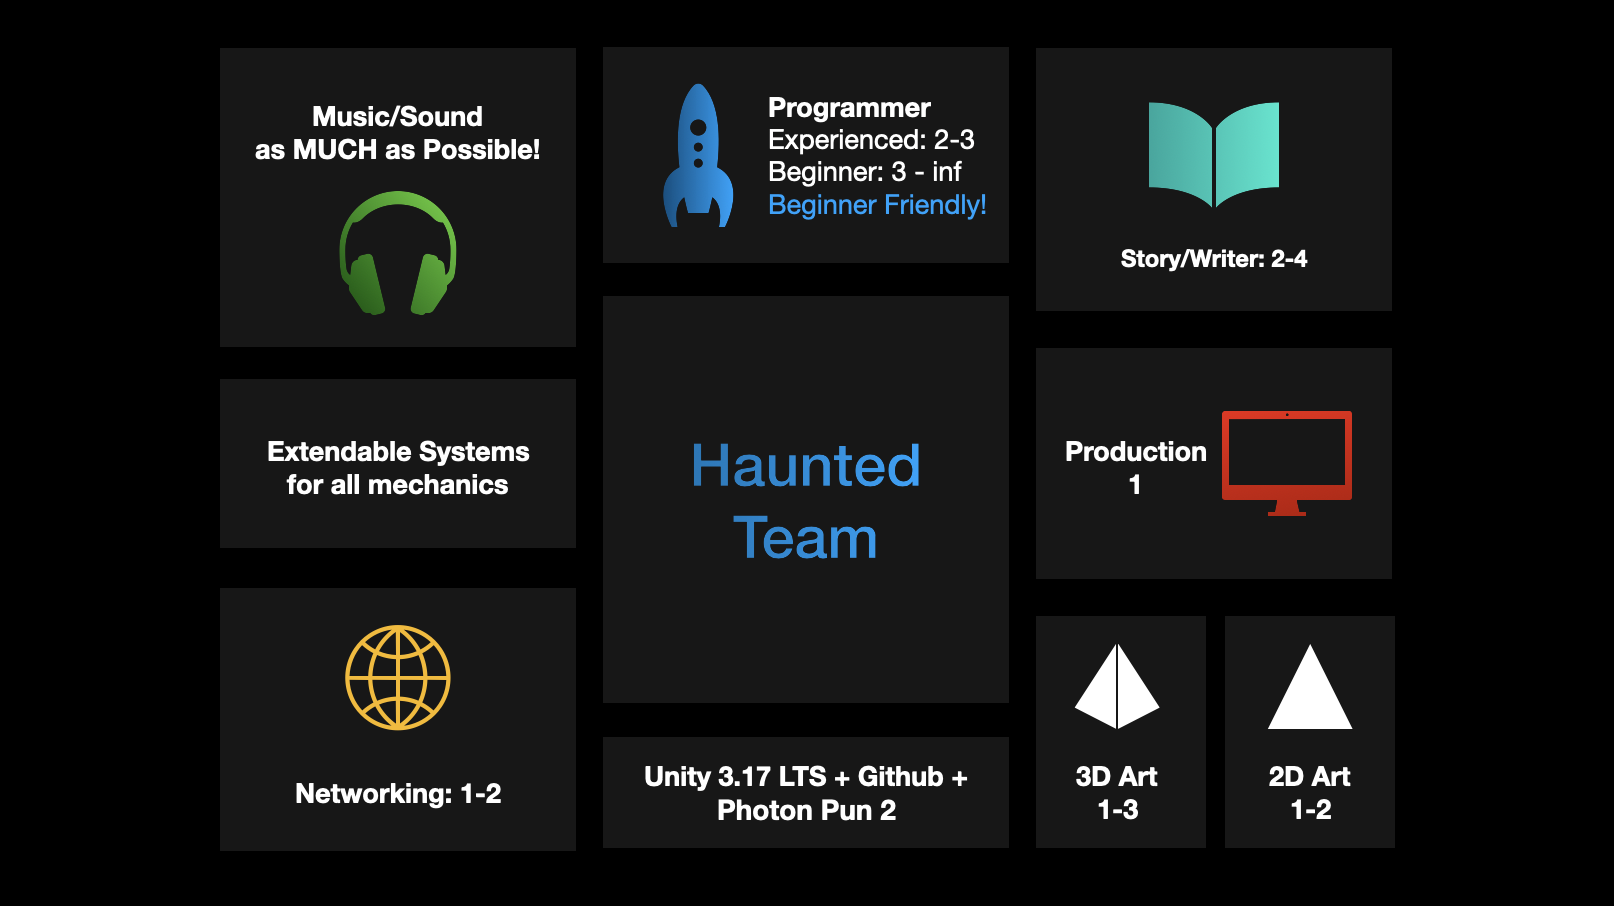 Music/Sound
as MUCH as Possible!
Programmer
Experienced: 2-3
Beginner: 3 - inf
Beginner Friendly!
Story/Writer: 2-4
Extendable Systems
for all mechanics
Haunted
Team
Production
1
Networking: 1-2
Unity 3.17 LTS + Github +
Photon Pun 2
3D Art
1-3
2D Art
1-2